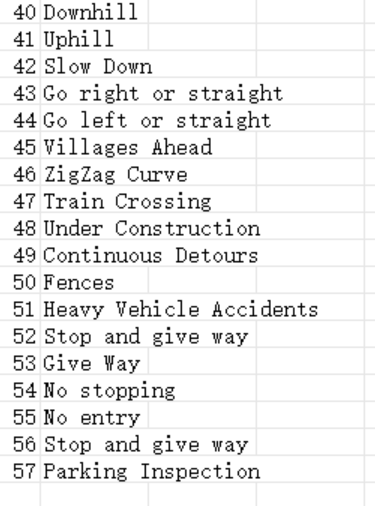 40 Downhill
41 Uphill
42 Slow Down
43 Go right or straight
44 Go left or straight
45 Villages Ahead
46 ZigZag Curve
47 Train Crossing
48 Under Construction
49 Continuous Detours
50 Fences
51 Heavy Vehicle Accidents
52 Stop and give way
53 Give Way
54 No stopping
55 No entry
56 Stop and give way
57 Parking Inspection